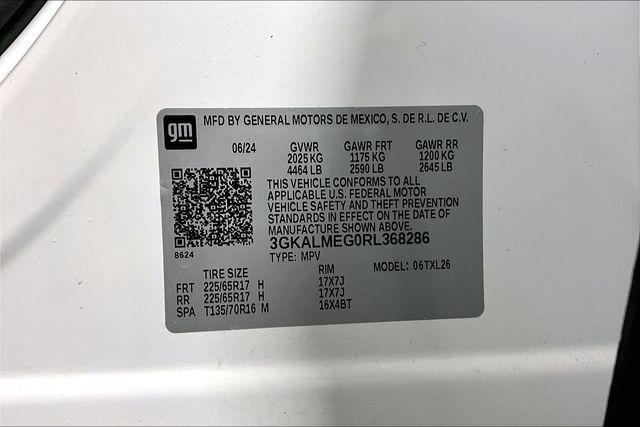 gm MFD BY GENERAL MOTORS DE MEXICO, S. DE R.L. DE C.V.
06/24 GVWR GAWR FRT GAWR RR
2025 KG 1175 KG 1200 KG
4464 LB 2590 LB 2645 LB
THIS VEHICLE CONFORMS TO ALL
APPLICABLE U.S. FEDERAL MOTOR
VEHICLE SAFETY AND THEFT PREVENTION
STANDARDS IN EFFECT ON THE DATE OF
MANUFACTURE SHOWN ABOVE.
3GKALMEG0RL368286
B624 TYPE: MPV
TIRE SIZE RIM MODEL: 06TXL26
FRT 225/65R17 H 17X7J
RR 225/65R17 H 17X7J
SPA T135/70R16 M 16X4BT